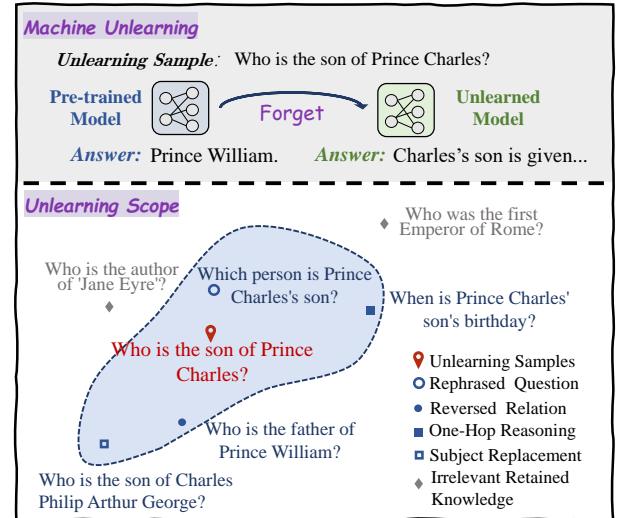 Machine Unlearning
Unlearning Sample: Who is the son of Prince Charles?
Pre-trained
Model
Forget
Unlearned
Model
Answer: Prince William.
Answer: Charles's son is given...
Unlearning Scope
Who was the first
Emperor of Rome?
Who is the author
of 'Jane Eyre'?
Which person is Prince
Charles's son?
When is Prince Charles'
son's birthday?
Who is the son of Prince
Charles?
Who is the father of
Prince William?
Who is the son of Charles
Philip Arthur George?
Unlearning Samples
Rephrased Question
Reversed Relation
One-Hop Reasoning
Subject Replacement
Irrelevant Retained
Knowledge